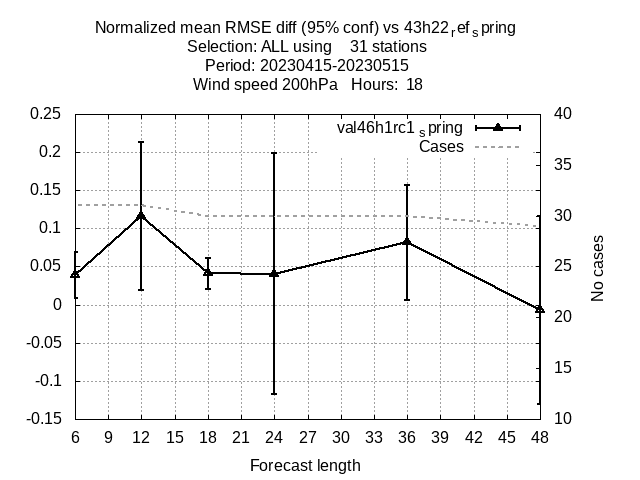 Normalized mean RMSE diff (95% conf) vs 43h22refspring
Selection: ALL using    31 stations
Period: 20230415-20230515
Wind speed 200hPa   Hours:  18
val46h1rc1spring
Cases
0.25
0.2
0.15
0.1
0.05
0
-0.05
-0.1
-0.15
40
35
30
25
20
15
10
No cases
6 9 12 15 18 21 24 27 30 33 36 39 42 45 48
Forecast length